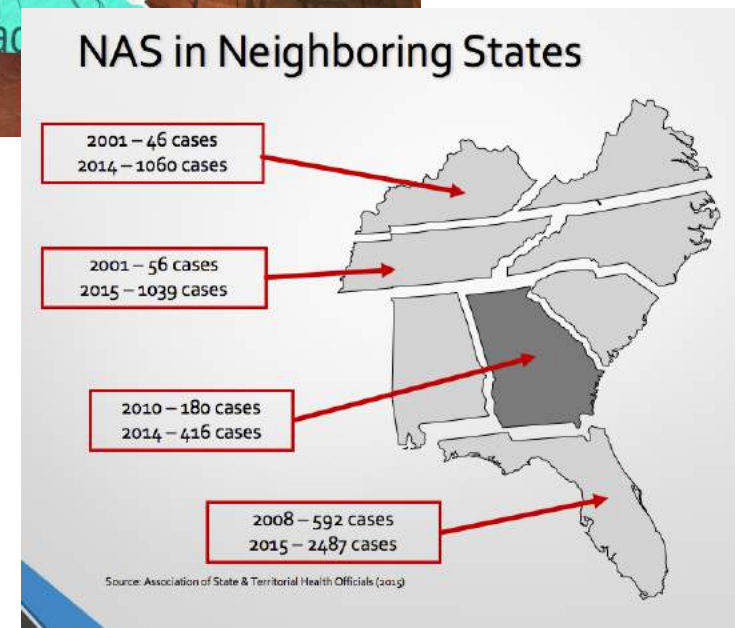 NAS in Neighboring States
2001 – 46 cases
2014 – 1060 cases
2001 – 56 cases
2015 – 1039 cases
2010 – 180 cases
2014 – 416 cases
2008 – 592 cases
2015 – 2487 cases
Source: Association of State & Territorial Health Officials (2015)